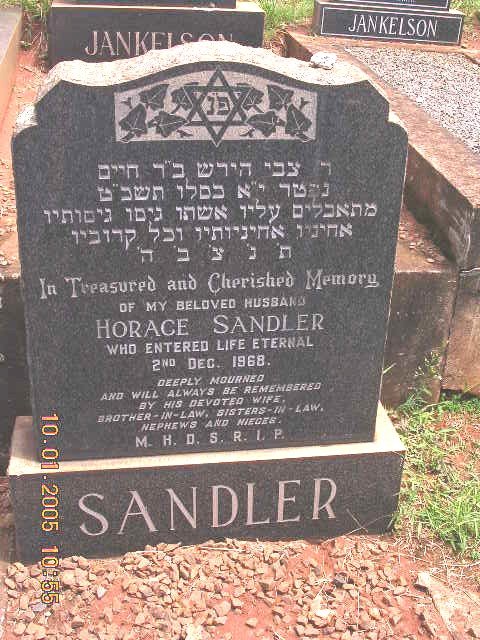 JANKELSON
JANKELSON
פנ
ר צבי הירש ב״ר חיים
נפטר י״א כסלו תשכ״ט
מתאבלים עליו אשתו גיסו גיסותיו
אחיניו אחיניותיו וכל קרוביו
ת נ צ ב ה
In Treasured and Cherished Memory
OF MY BELOVED HUSBAND
HORACE SANDLER
WHO ENTERED LIFE ETERNAL
2ND DEC. 1968.
DEEPLY MOURNED
AND WILL ALWAYS BE REMEMBERED
BY HIS DEVOTED WIFE,
BROTHER-IN-LAW, SISTERS-IN-LAW,
NEPHEWS AND NIECES.
M.H.D.S.R.I.P.
SANDLER
10.01.2005 10:55